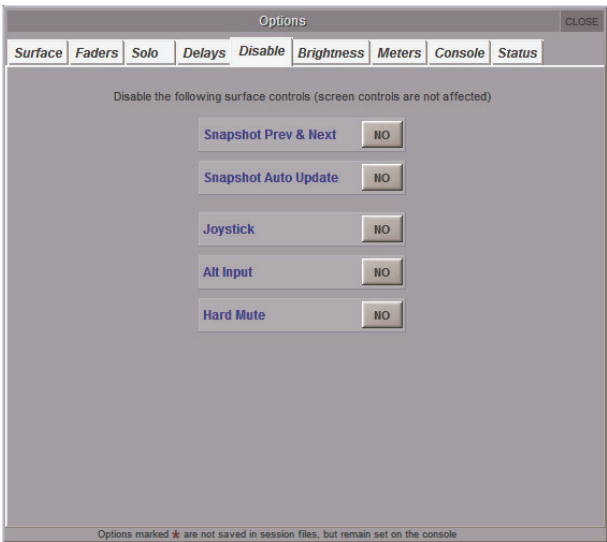 Options CLOSE
Surface Faders Solo Delays Disable Brightness Meters Console Status
Disable the following surface controls (screen controls are not affected)
Snapshot Prev & Next NO
Snapshot Auto Update NO
Joystick NO
Alt Input NO
Hard Mute NO
Options marked * are not saved in session files, but remain set on the console